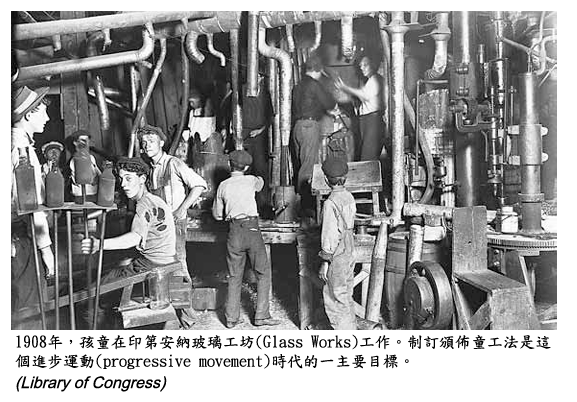 1908年，孩童在印第安納玻璃工坊(Glass Works)工作。制訂頒佈童工法是這
個進步運動(progressive movement)時代的一主要目標。
(Library of Congress)